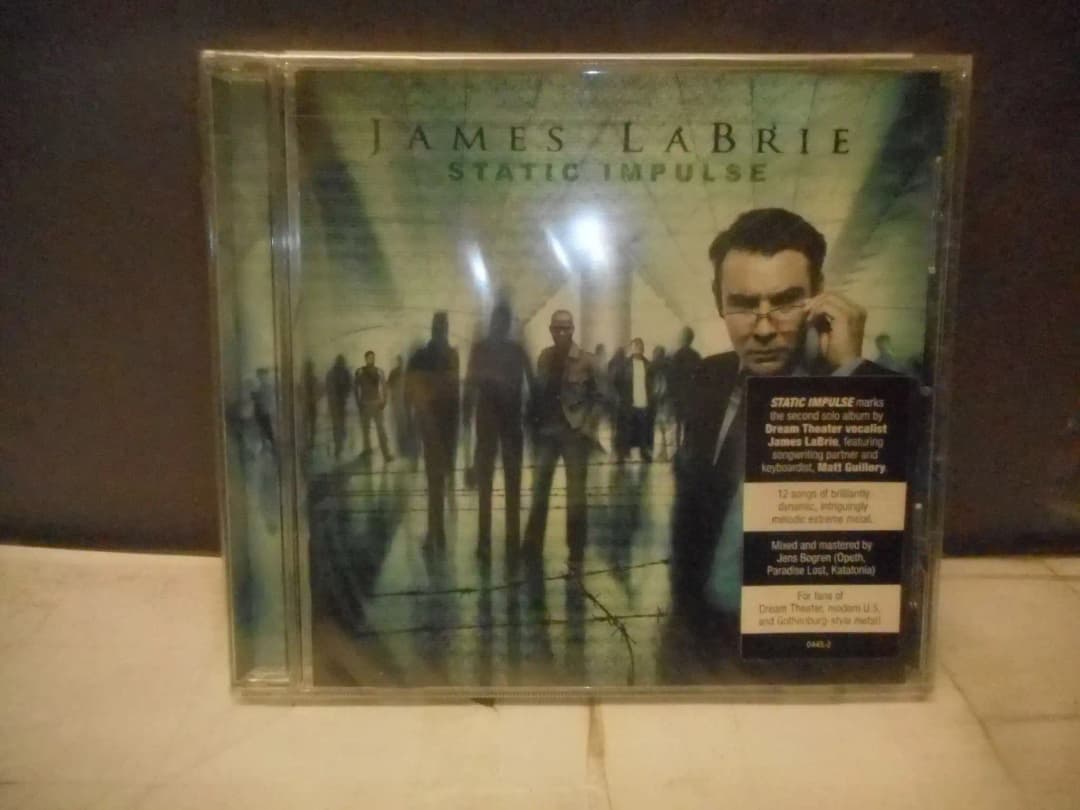 JAMES LABRIE
STATIC IMPULSE
STATIC IMPULSE marks
the second solo album by
Dream Theater vocalist
James LaBrie, featuring
songwriting partner and
keyboardist, Matt Guillory.
12 songs of brilliantly
dynamic, intriguingly
melodic extreme metal.
Mixed and mastered by
Jens Bogren (Opeth,
Paradise Lost, Katatonia)
For fans of
Dream Theater, modern U.S.
and Gothenburg-style metal)
0445-2